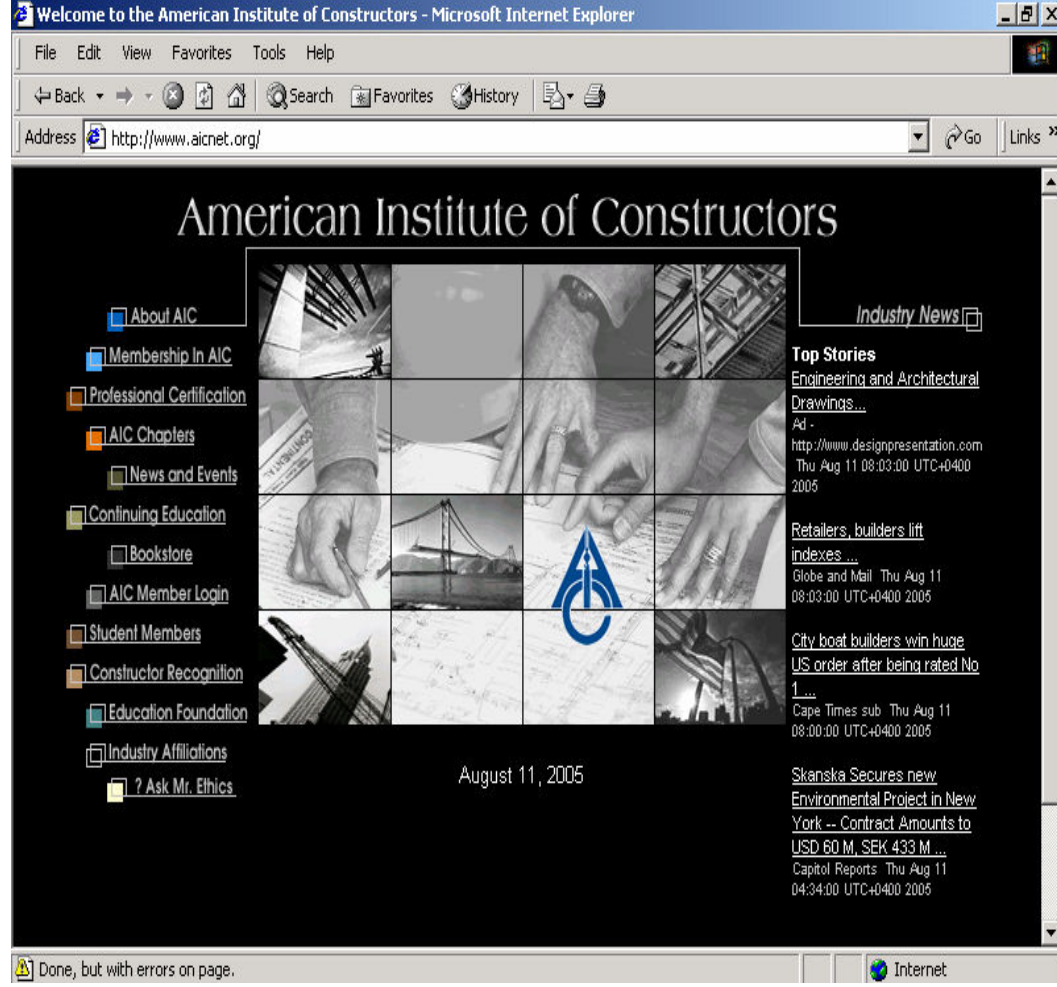 Welcome to the American Institute of Constructors - Microsoft Internet Explorer
File Edit View Favorites Tools Help
Back Search Favorites History
Address http://www.aicnet.org/ Go Links »
American Institute of Constructors
About AIC
Membership In AIC
Professional Certification
AIC Chapters
News and Events
Continuing Education
Bookstore
AIC Member Login
Student Members
Constructor Recognition
Education Foundation
Industry Affiliations
? Ask Mr. Ethics
CONTINENTAL
AIC
August 11, 2005
Industry News
Top Stories
Engineering and Architectural
Drawings...
Ad -
http://www.designpresentation.com
Thu Aug 11 08:03:00 UTC+0400
2005
Retailers, builders lift
indexes ...
Globe and Mail Thu Aug 11
08:03:00 UTC+0400 2005
City boat builders win huge
US order after being rated No
1 ...
Cape Times sub Thu Aug 11
08:00:00 UTC+0400 2005
Skanska Secures new
Environmental Project in New
York -- Contract Amounts to
USD 60 M, SEK 433 M ...
Capitol Reports Thu Aug 11
04:34:00 UTC+0400 2005
Done, but with errors on page.
Internet